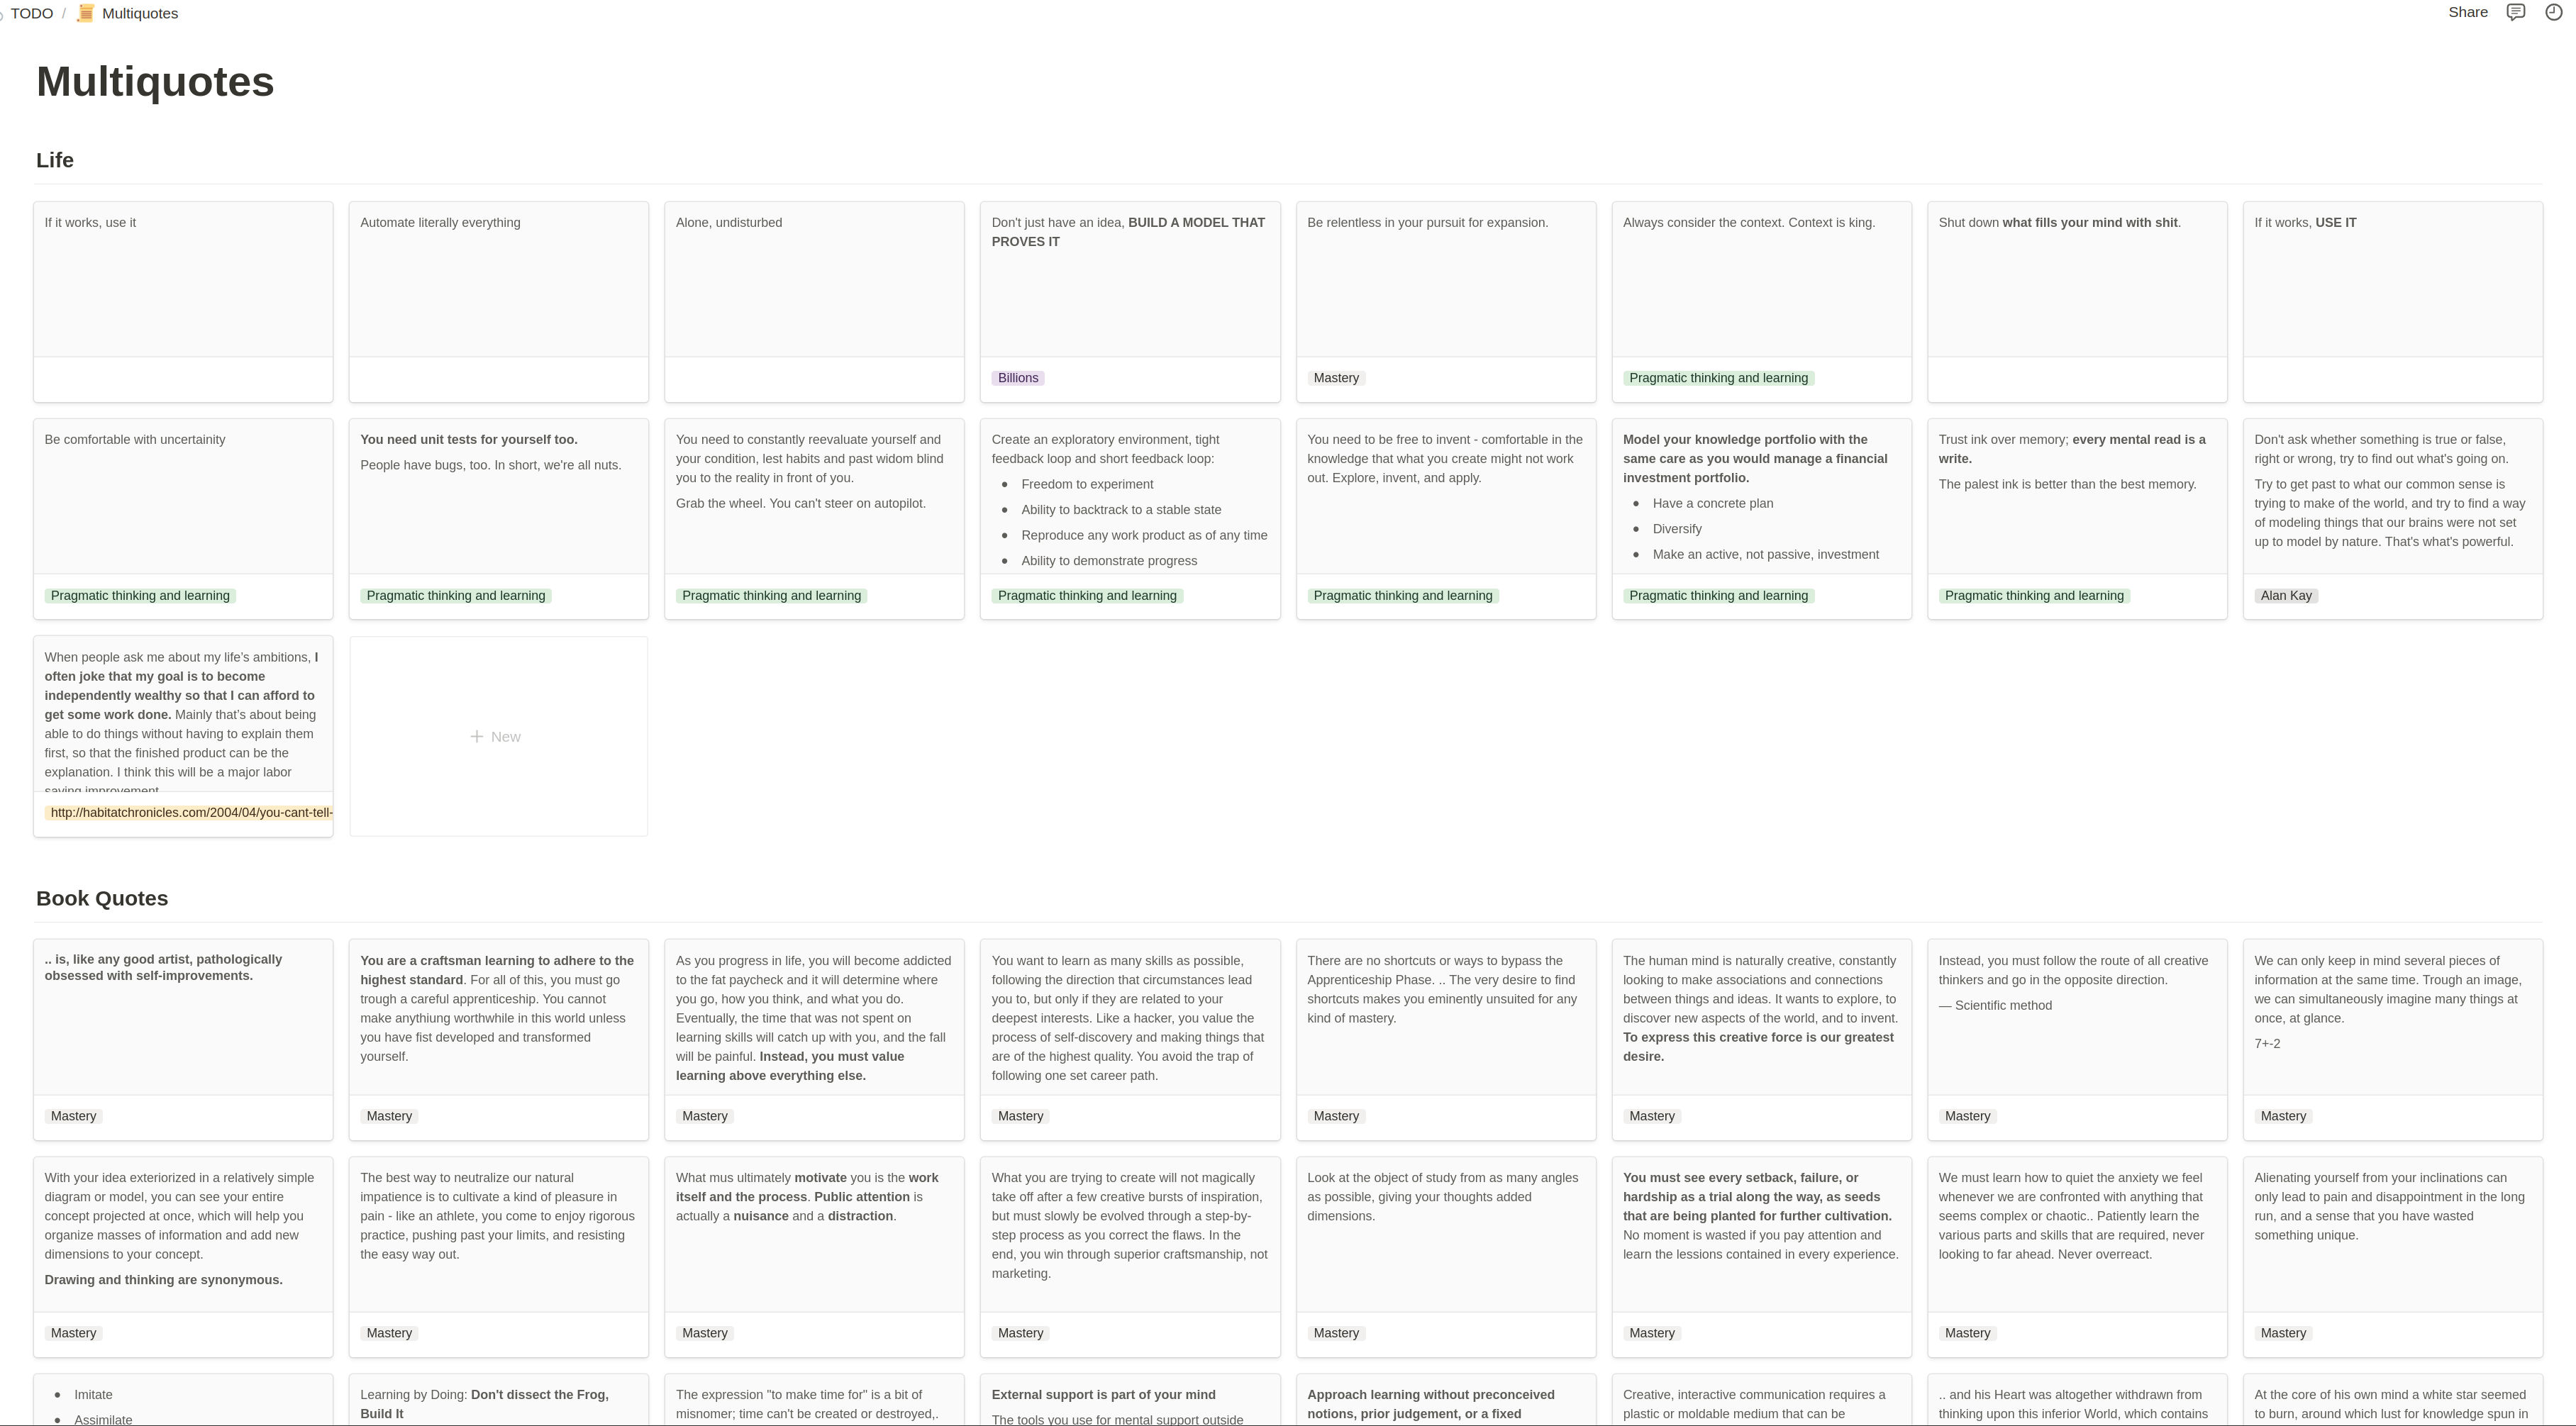 TODO / Multiquotes
Share
Multiquotes
Life
If it works, use it
Automate literally everything
Alone, undisturbed
Don't just have an idea, BUILD A MODEL THAT
PROVES IT
Billions
Be relentless in your pursuit for expansion.
Mastery
Always consider the context. Context is king.
Pragmatic thinking and learning
Shut down what fills your mind with shit.
If it works, USE IT
Be comfortable with uncertainity
Pragmatic thinking and learning
You need unit tests for yourself too.
People have bugs, too. In short, we're all nuts.
Pragmatic thinking and learning
You need to constantly reevaluate yourself and
your condition, lest habits and past widom blind
you to the reality in front of you.
Grab the wheel. You can't steer on autopilot.
Pragmatic thinking and learning
Create an exploratory environment, tight
feedback loop and short feedback loop:
• Freedom to experiment
• Ability to backtrack to a stable state
• Reproduce any work product as of any time
• Ability to demonstrate progress
Pragmatic thinking and learning
You need to be free to invent - comfortable in the
knowledge that what you create might not work
out. Explore, invent, and apply.
Pragmatic thinking and learning
Model your knowledge portfolio with the
same care as you would manage a financial
investment portfolio.
• Have a concrete plan
• Diversify
• Make an active, not passive, investment
Pragmatic thinking and learning
Trust ink over memory; every mental read is a
write.
The palest ink is better than the best memory.
Pragmatic thinking and learning
Don't ask whether something is true or false,
right or wrong, try to find out what's going on.
Try to get past to what our common sense is
trying to make of the world, and try to find a way
of modeling things that our brains were not set
up to model by nature. That's what's powerful.
Alan Kay
When people ask me about my life's ambitions, I
often joke that my goal is to become
independently wealthy so that I can afford to
get some work done. Mainly that's about being
able to do things without having to explain them
first, so that the finished product can be the
explanation. I think this will be a major labor
saving improvement
http://habitatchronicles.com/2004/04/you-cant-tell-
+ New
Book Quotes
.. is, like any good artist, pathologically
obsessed with self-improvements.
Mastery
You are a craftsman learning to adhere to the
highest standard. For all of this, you must go
trough a careful apprenticeship. You cannot
make anythiung worthwhile in this world unless
you have fist developed and transformed
yourself.
Mastery
As you progress in life, you will become addicted
to the fat paycheck and it will determine where
you go, how you think, and what you do.
Eventually, the time that was not spent on
learning skills will catch up with you, and the fall
will be painful. Instead, you must value
learning above everything else.
Mastery
You want to learn as many skills as possible,
following the direction that circumstances lead
you to, but only if they are related to your
deepest interests. Like a hacker, you value the
process of self-discovery and making things that
are of the highest quality. You avoid the trap of
following one set career path.
Mastery
There are no shortcuts or ways to bypass the
Apprenticeship Phase. .. The very desire to find
shortcuts makes you eminently unsuited for any
kind of mastery.
Mastery
The human mind is naturally creative, constantly
looking to make associations and connections
between things and ideas. It wants to explore, to
discover new aspects of the world, and to invent.
To express this creative force is our greatest
desire.
Mastery
Instead, you must follow the route of all creative
thinkers and go in the opposite direction.
— Scientific method
Mastery
We can only keep in mind several pieces of
information at the same time. Trough an image,
we can simultaneously imagine many things at
once, at glance.
7+-2
Mastery
With your idea exteriorized in a relatively simple
diagram or model, you can see your entire
concept projected at once, which will help you
organize masses of information and add new
dimensions to your concept.
Drawing and thinking are synonymous.
Mastery
The best way to neutralize our natural
impatience is to cultivate a kind of pleasure in
pain - like an athlete, you come to enjoy rigorous
practice, pushing past your limits, and resisting
the easy way out.
Mastery
What mus ultimately motivate you is the work
itself and the process. Public attention is
actually a nuisance and a distraction.
Mastery
What you are trying to create will not magically
take off after a few creative bursts of inspiration,
but must slowly be evolved through a step-by-
step process as you correct the flaws. In the
end, you win through superior craftsmanship, not
marketing.
Mastery
Look at the object of study from as many angles
as possible, giving your thoughts added
dimensions.
Mastery
You must see every setback, failure, or
hardship as a trial along the way, as seeds
that are being planted for further cultivation.
No moment is wasted if you pay attention and
learn the lessions contained in every experience.
Mastery
We must learn how to quiet the anxiety we feel
whenever we are confronted with anything that
seems complex or chaotic.. Patiently learn the
various parts and skills that are required, never
looking to far ahead. Never overreact.
Mastery
Alienating yourself from your inclinations can
only lead to pain and disappointment in the long
run, and a sense that you have wasted
something unique.
Mastery
• Imitate
• Assimilate
Learning by Doing: Don't dissect the Frog,
Build It
The expression "to make time for" is a bit of
misnomer; time can't be created or destroyed,.
External support is part of your mind
The tools you use for mental support outside
Approach learning without preconceived
notions, prior judgement, or a fixed
Creative, interactive communication requires a
plastic or moldable medium that can be
.. and his Heart was altogether withdrawn from
thinking upon this inferior World, which contains
At the core of his own mind a white star seemed
to burn, around which lust for knowledge spun in